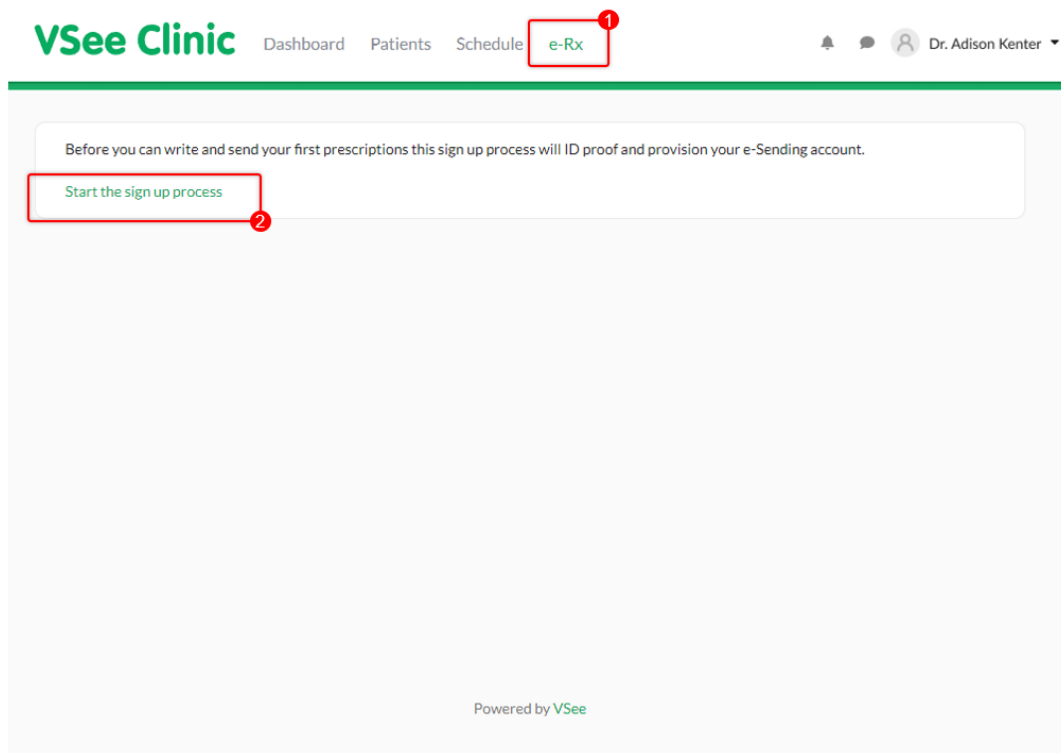 VSee Clinic Dashboard Patients Schedule e-Rx 1 Dr. Adison Kenter
Before you can write and send your first prescriptions this sign up process will ID proof and provision your e-Sending account.
Start the sign up process
2
Powered by VSee